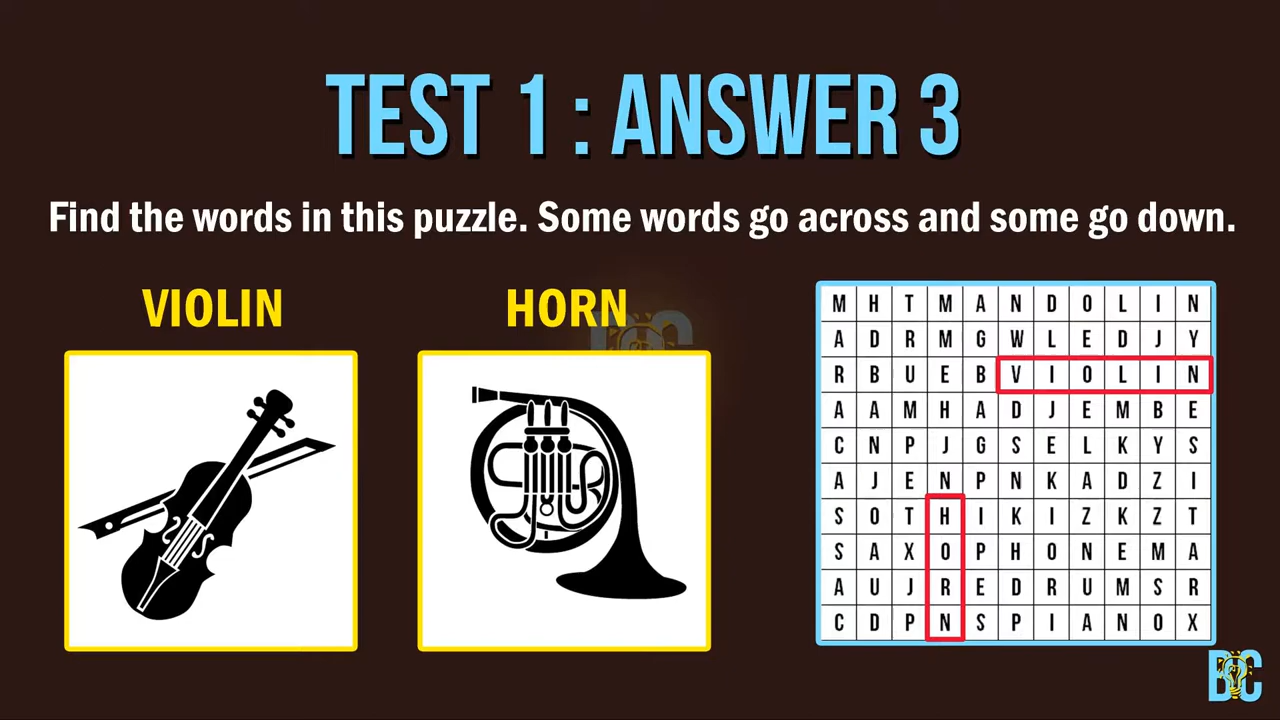 TEST 1 : ANSWER 3
Find the words in this puzzle. Some words go across and some go down.
VIOLIN
HORN
M H T M A N D O L I N
A D R M G W L E D J Y
R B U E B V I O L I N
A A M H A D J E M B E
C N P J G S E L K Y S
A J E N P N K A D Z I
S O T H I K I Z K Z T
S A X O P H O N E M A
A U J R E D R U M S R
C D P N S P I A N O X
BC